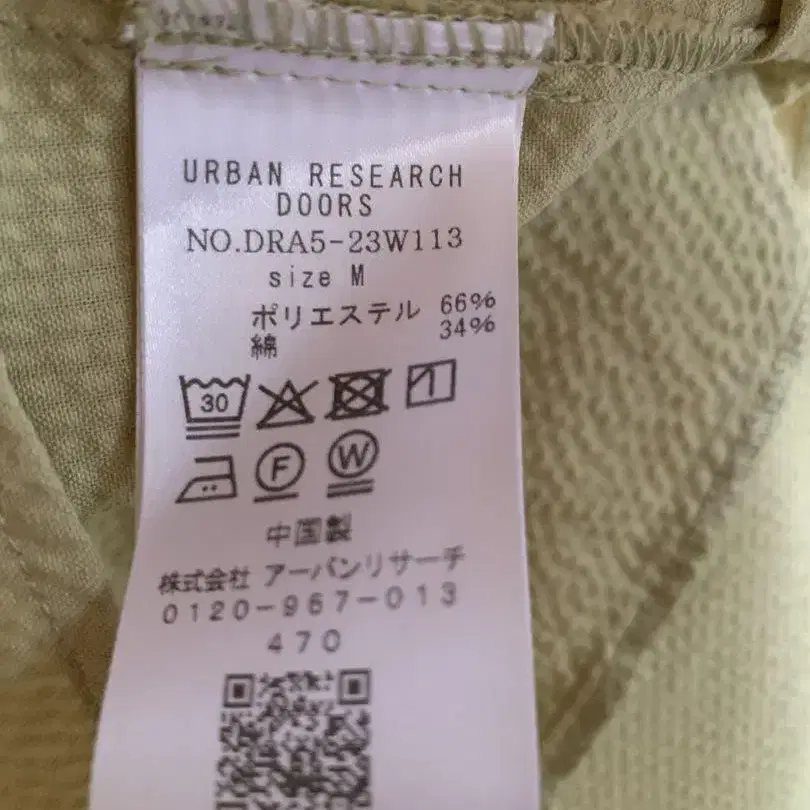 URBAN RESEARCH
DOORS
NO.DRA5-23W113
size M
ポリエステル 66%
綿 34%
30
F W
中国製
株式会社 アーバンリサーチ
0120-967-013
470